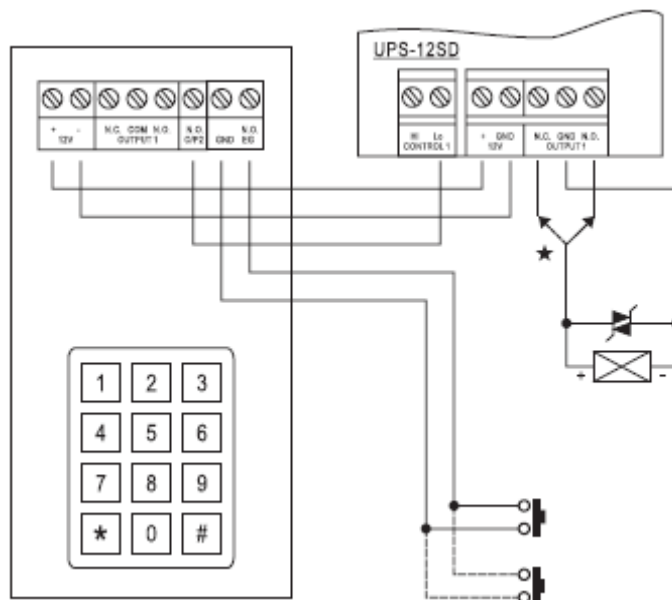 UPS-12SD
+ - N.C. COM N.O. N.O. GND N.O.
12V OUTPUT 1 O/P2 EG
Hi Lo + GND N.C. GND N.O.
CONTROL 1 12V OUTPUT 1
★
+ -
1 2 3
4 5 6
7 8 9
* 0 #